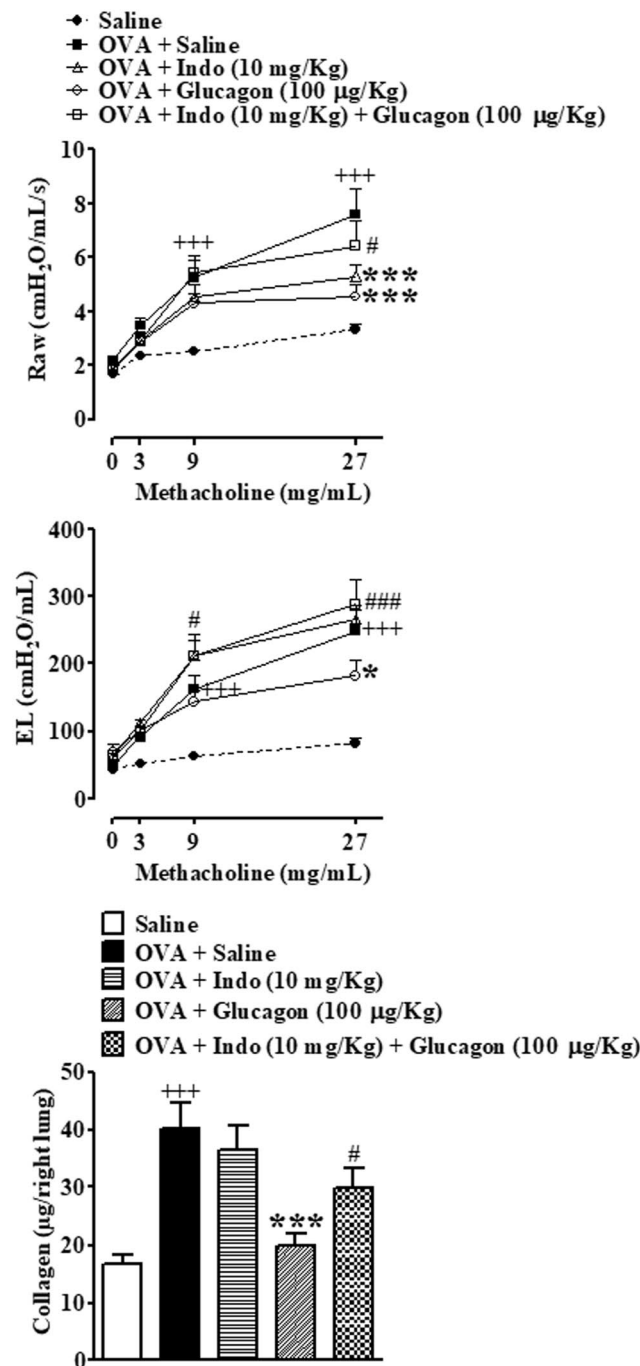 Saline
OVA + Saline
OVA + Indo (10 mg/Kg)
OVA + Glucagon (100 µg/Kg)
OVA + Indo (10 mg/Kg) + Glucagon (100 µg/Kg)
10
8
6
4
2
0
Raw (cmH₂O/mL/s)
+++
+++
#
***
***
0 3 9 27
Methacholine (mg/mL)
400
300
200
100
0
EL (cmH₂O/mL)
#
###
+++
+++
*
0 3 9 27
Methacholine (mg/mL)
Saline
OVA + Saline
OVA + Indo (10 mg/Kg)
OVA + Glucagon (100 µg/Kg)
OVA + Indo (10 mg/Kg) + Glucagon (100 µg/Kg)
50
40
30
20
10
0
Collagen (µg/right lung)
+++
***
#